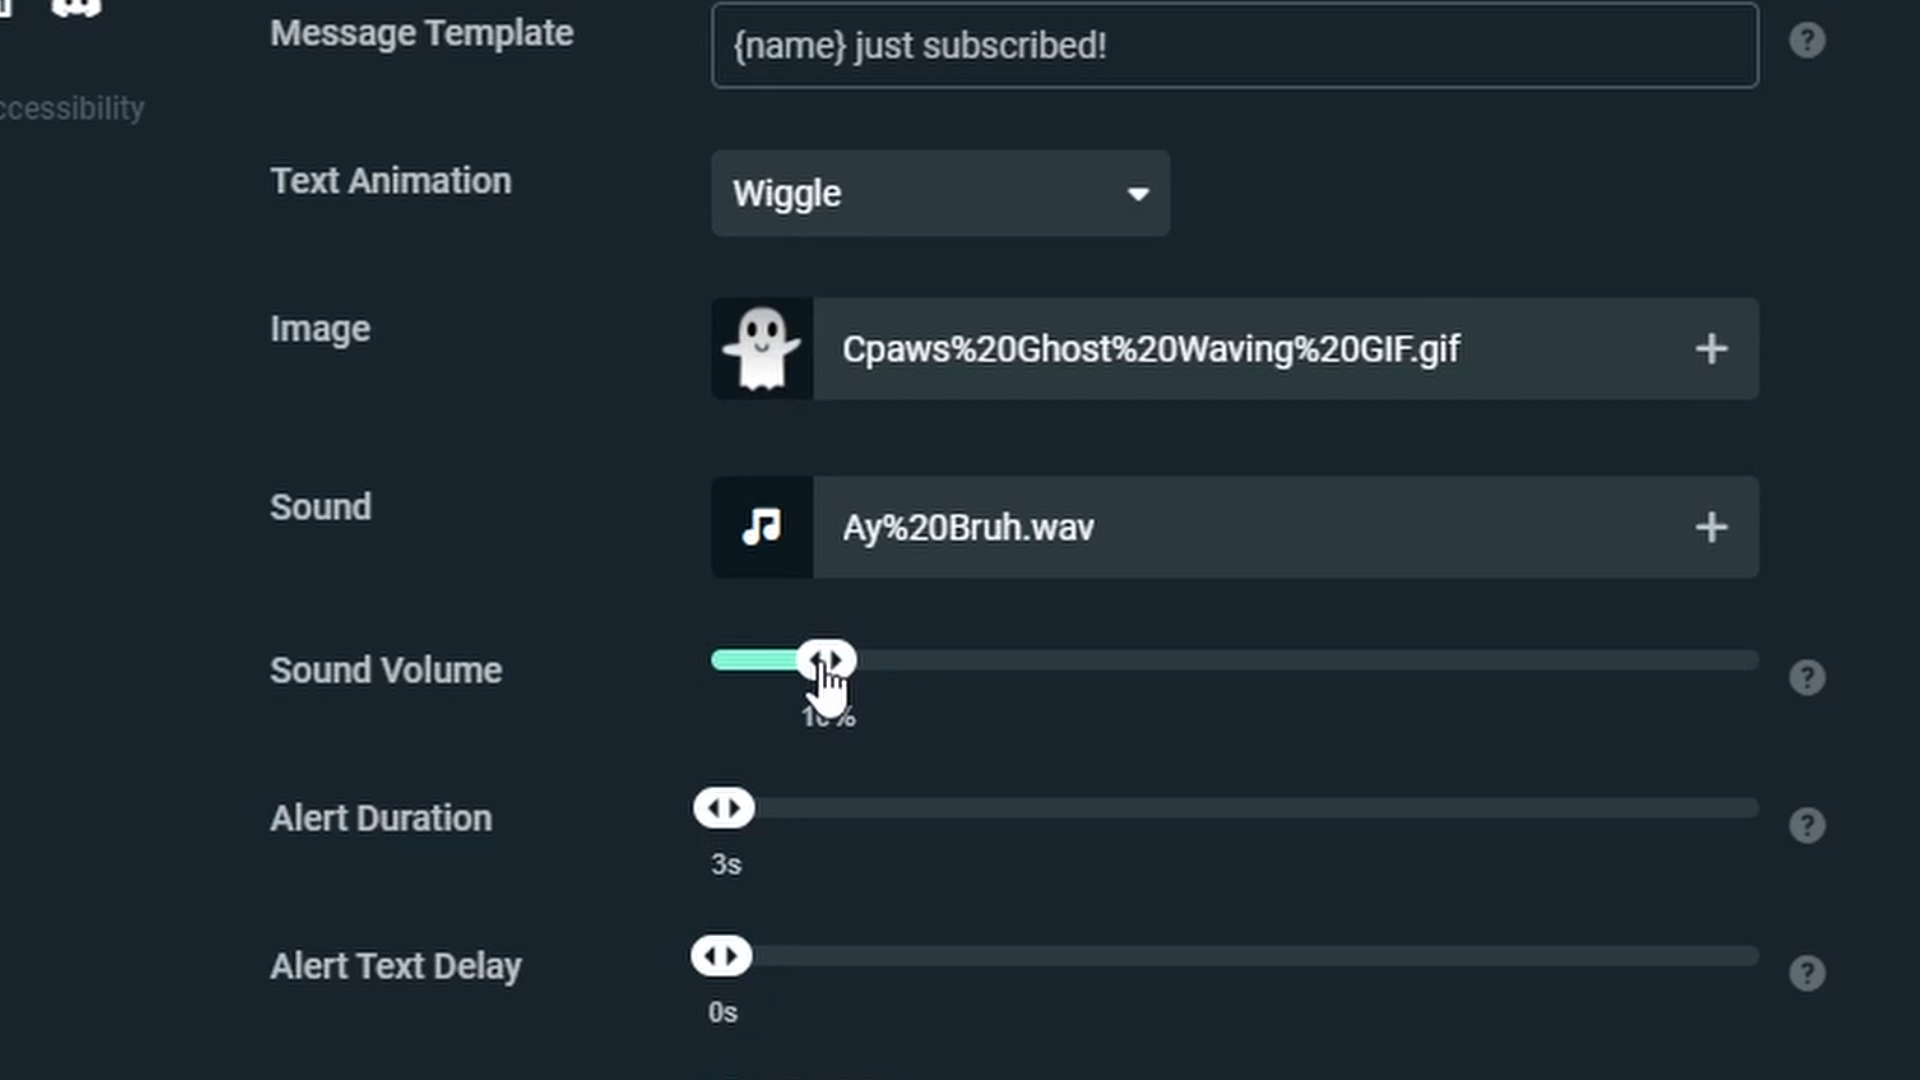 Message Template
{name} just subscribed!
ccessibility
Text Animation
Wiggle
Image
Cpaws%20Ghost%20Waving%20GIF.gif
Sound
Ay%20Bruh.wav
Sound Volume
Alert Duration
3s
Alert Text Delay
0s